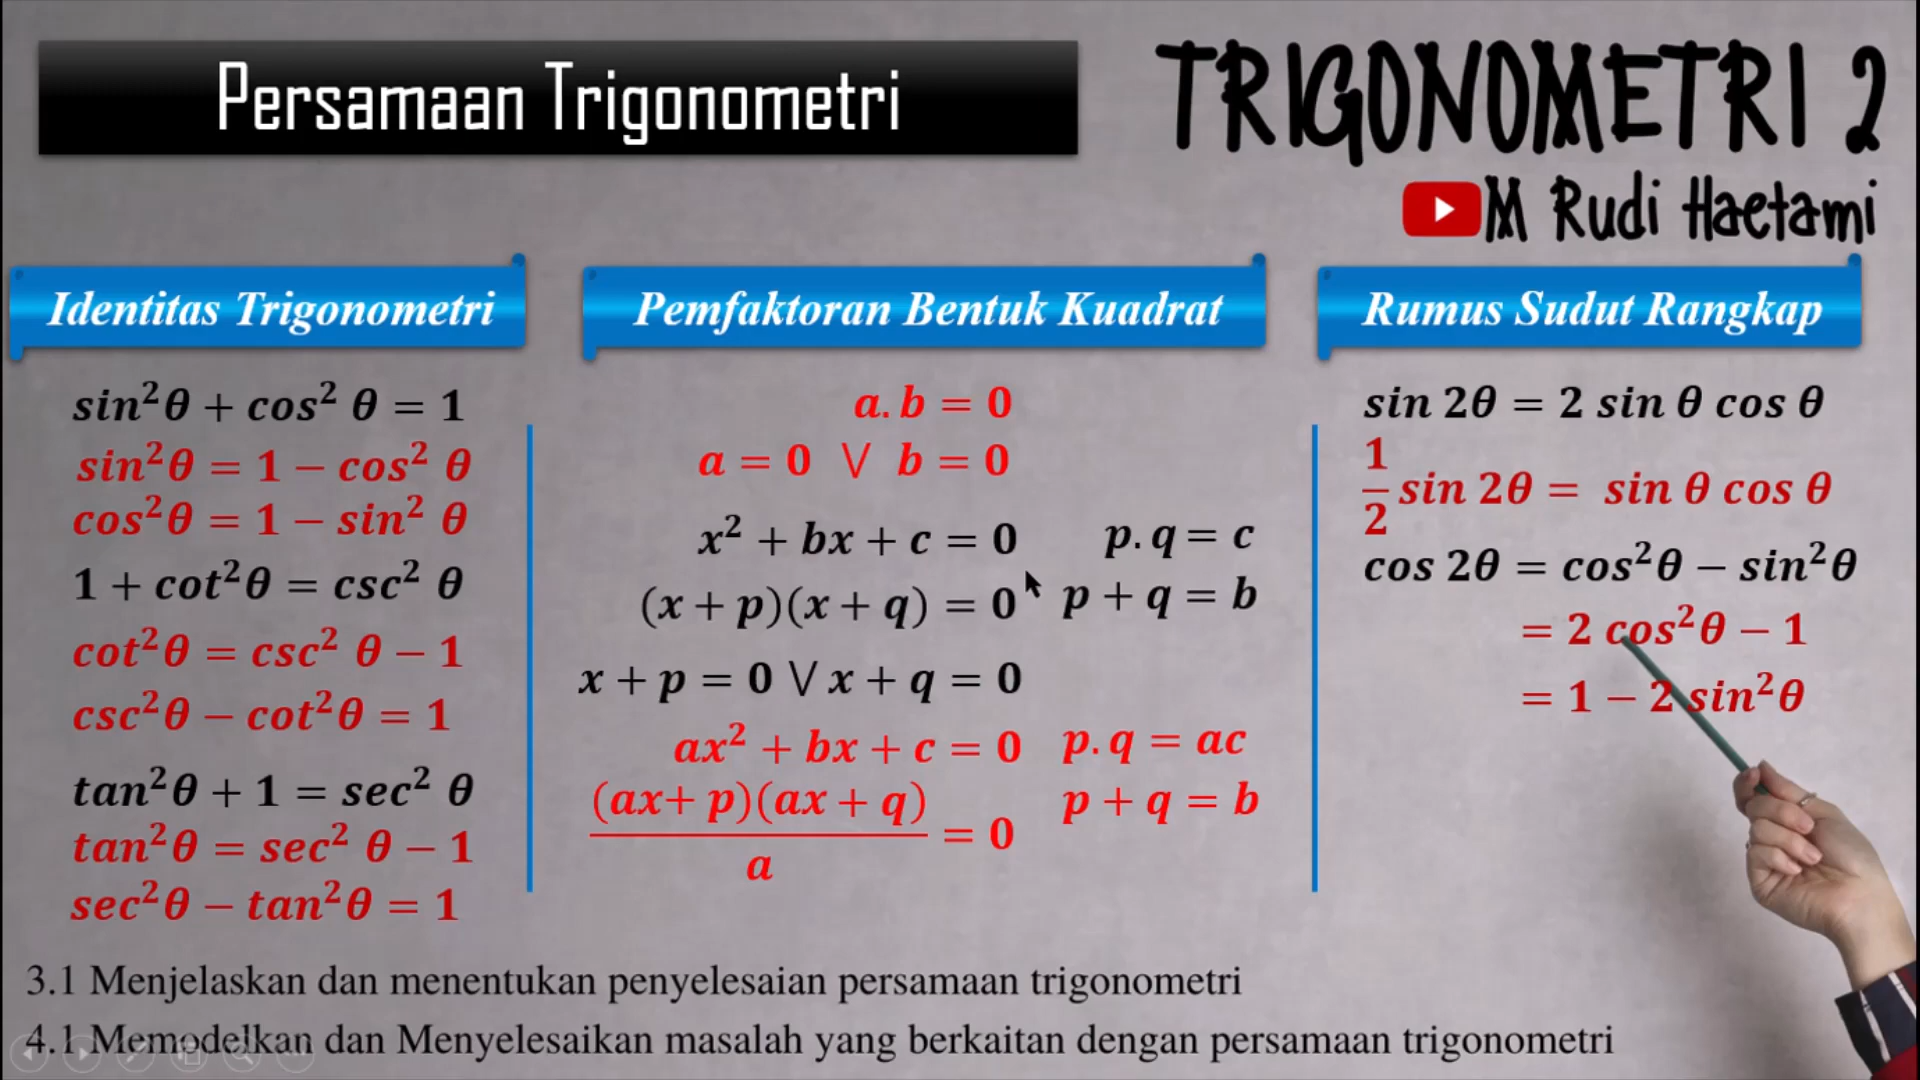 Persamaan Trigonometri
TRIGONOMETRI 2
M Rudi Haetami
Identitas Trigonometri
sin²θ + cos² θ = 1
sin²θ = 1 − cos² θ
cos²θ = 1 − sin² θ
1 + cot²θ = csc² θ
cot²θ = csc² θ − 1
csc²θ − cot²θ = 1
tan²θ + 1 = sec² θ
tan²θ = sec² θ − 1
sec²θ − tan²θ = 1
Pemfaktoran Bentuk Kuadrat
a. b = 0
a = 0 ∨ b = 0
x² + bx + c = 0 p. q = c
(x + p)(x + q) = 0 p + q = b
x + p = 0 ∨ x + q = 0
ax² + bx + c = 0 p. q = ac
(ax+ p)(ax + q)/a = 0 p + q = b
Rumus Sudut Rangkap
sin 2θ = 2 sin θ cos θ
1/2 sin 2θ = sin θ cos θ
cos 2θ = cos²θ − sin²θ
= 2 cos²θ − 1
= 1 − 2 sin²θ
3.1 Menjelaskan dan menentukan penyelesaian persamaan trigonometri
4.1 Memodelkan dan Menyelesaikan masalah yang berkaitan dengan persamaan trigonometri